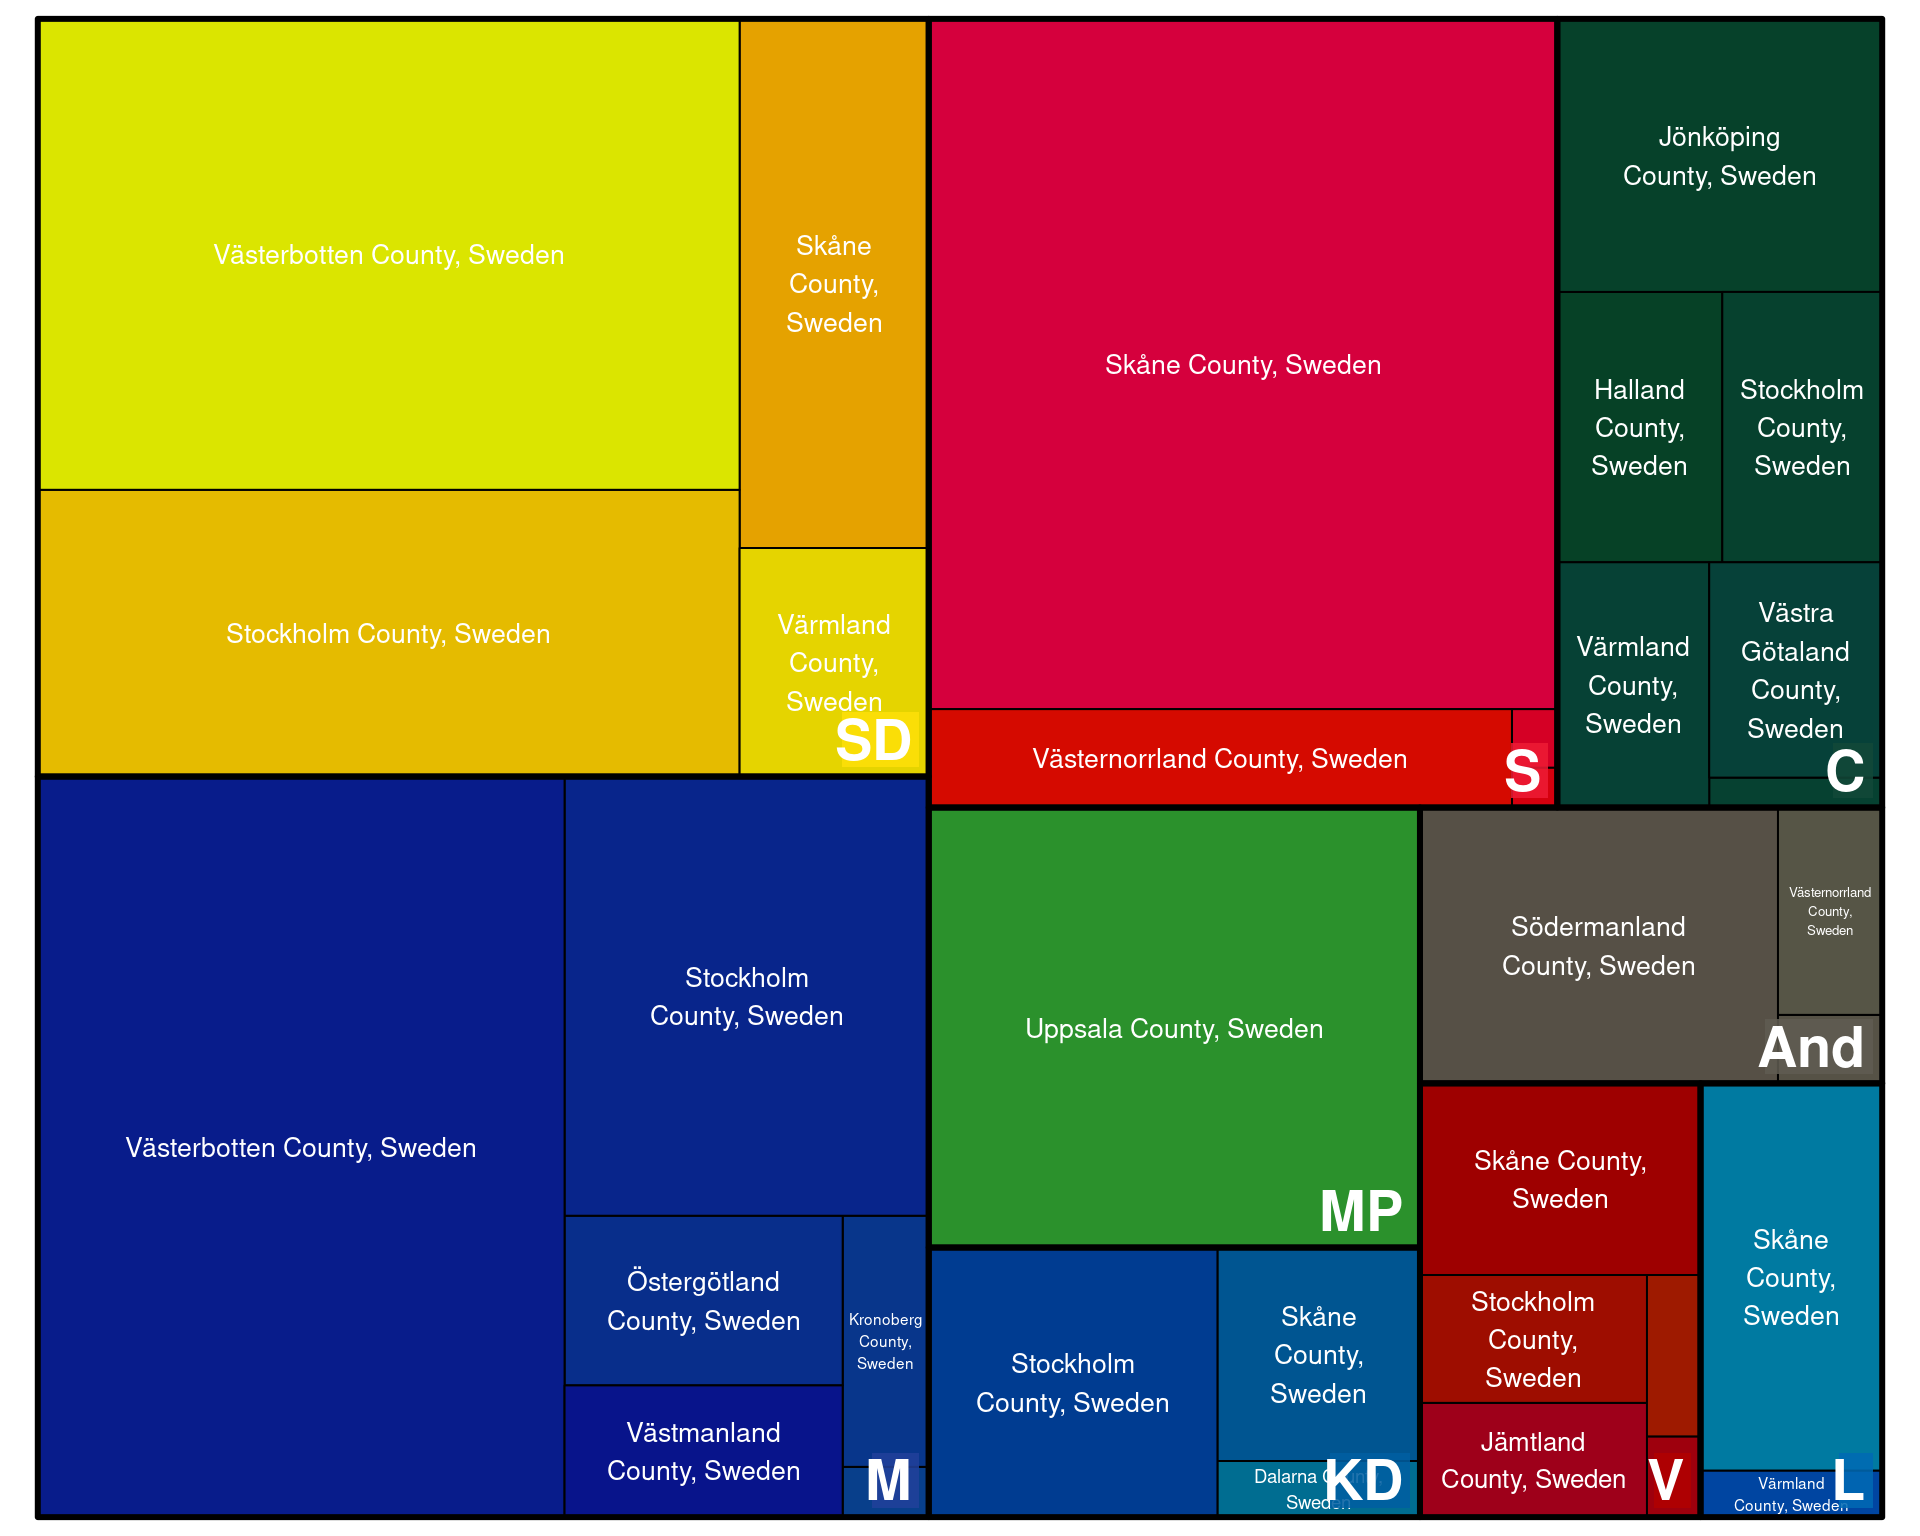 Västerbotten County, Sweden
Skåne
County,
Sweden
Stockholm County, Sweden
Värmland
County,
Sweden
SD
Skåne County, Sweden
Västernorrland County, Sweden
S
Jönköping
County, Sweden
Halland
County,
Sweden
Stockholm
County,
Sweden
Värmland
County,
Sweden
Västra
Götaland
County,
Sweden
C
Västerbotten County, Sweden
Stockholm
County, Sweden
Östergötland
County, Sweden
Kronoberg
County,
Sweden
Västmanland
County, Sweden
M
Uppsala County, Sweden
MP
Södermanland
County, Sweden
Västernorrland
County,
Sweden
And
Stockholm
County, Sweden
Skåne
County,
Sweden
Dalarna County,
Sweden
KD
Skåne County,
Sweden
Stockholm
County,
Sweden
Jämtland
County, Sweden
V
Skåne
County,
Sweden
Värmland
County, Sweden
L